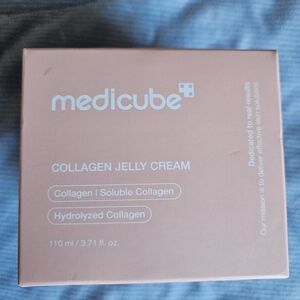 medicube
COLLAGEN JELLY CREAM
Collagen | Soluble Collagen
Hydrolyzed Collagen
110 ml / 3.71 fl. oz.
Dedicated to real results
Our mission is to deliver effective skin solutions